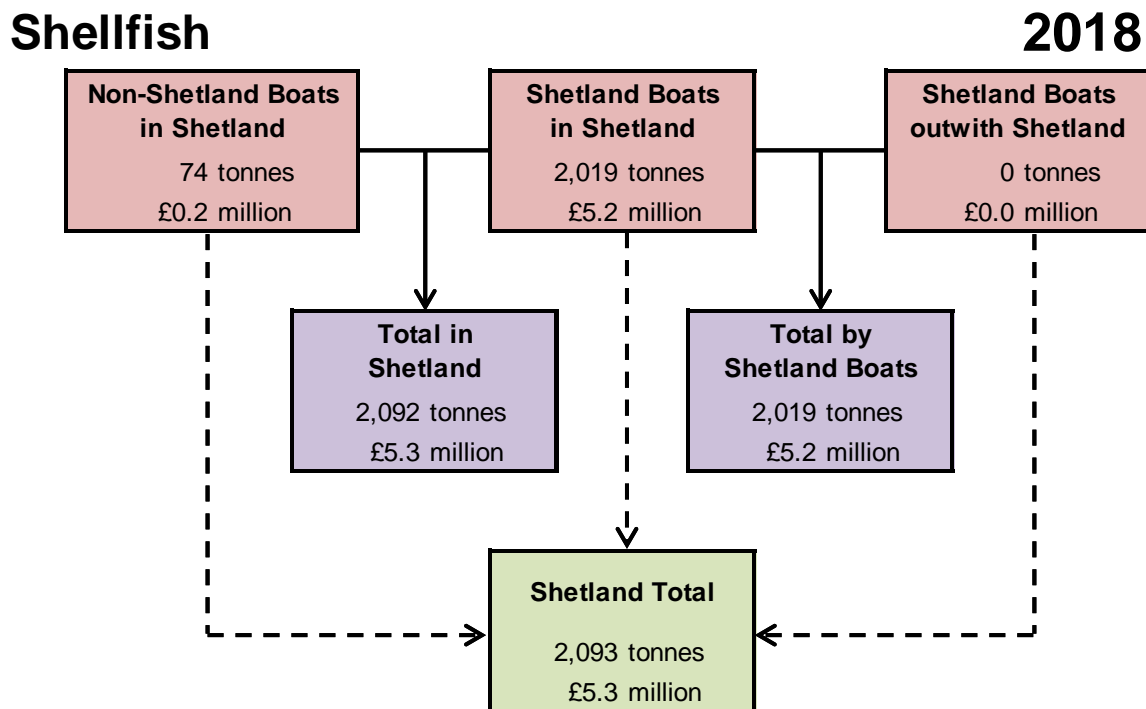 Shellfish
2018
Non-Shetland Boats
in Shetland
74 tonnes
£0.2 million
Shetland Boats
in Shetland
2,019 tonnes
£5.2 million
Shetland Boats
outwith Shetland
0 tonnes
£0.0 million
Total in
Shetland
2,092 tonnes
£5.3 million
Total by
Shetland Boats
2,019 tonnes
£5.2 million
Shetland Total
2,093 tonnes
£5.3 million